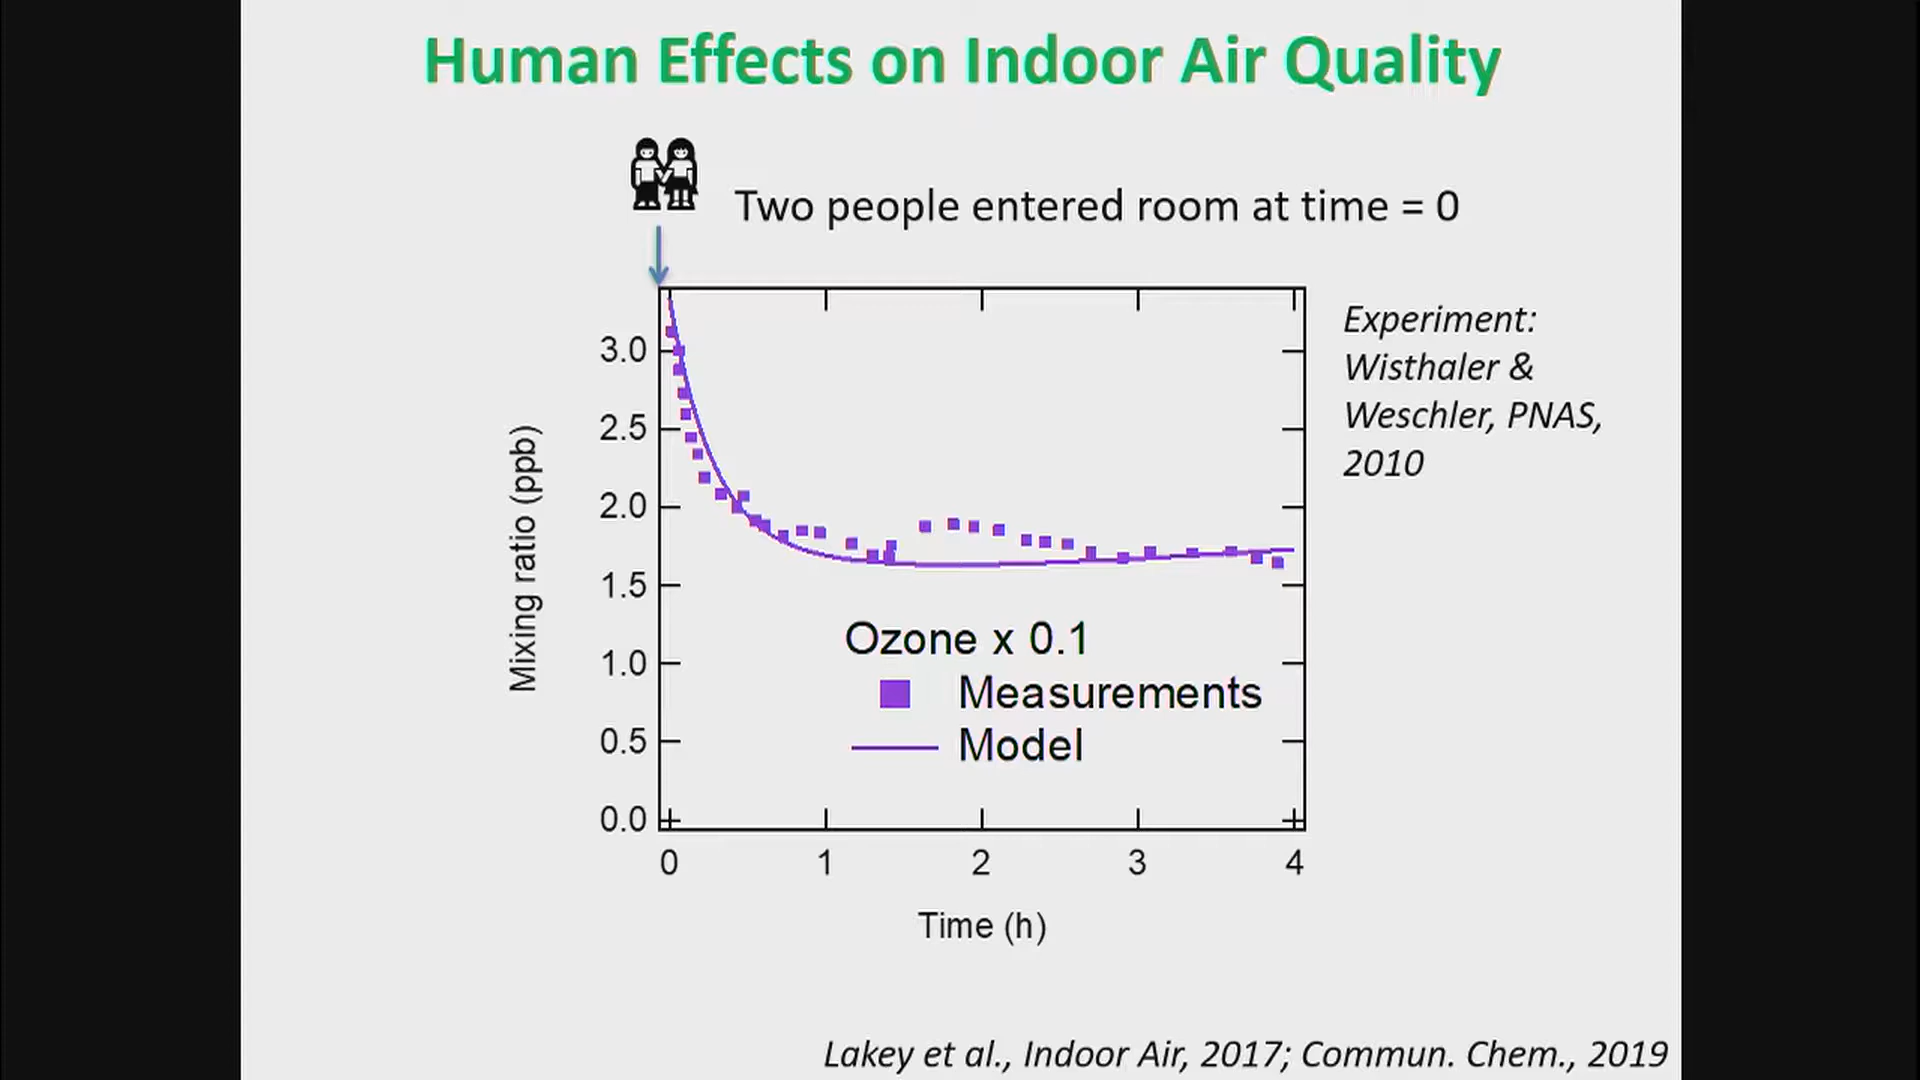 Human Effects on Indoor Air Quality
Two people entered room at time = 0
Experiment:
Wisthaler &
Weschler, PNAS,
2010
Mixing ratio (ppb)
3.0
2.5
2.0
1.5
1.0
0.5
0.0
Ozone x 0.1
Measurements
Model
0 1 2 3 4
Time (h)
Lakey et al., Indoor Air, 2017; Commun. Chem., 2019